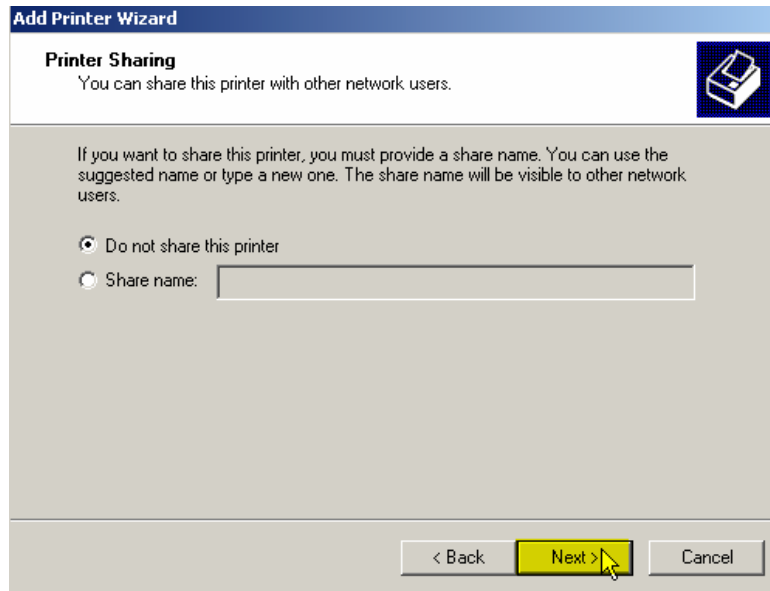 Add Printer Wizard
Printer Sharing
You can share this printer with other network users.
If you want to share this printer, you must provide a share name. You can use the
suggested name or type a new one. The share name will be visible to other network
users.
Do not share this printer
Share name:
< Back Next > Cancel